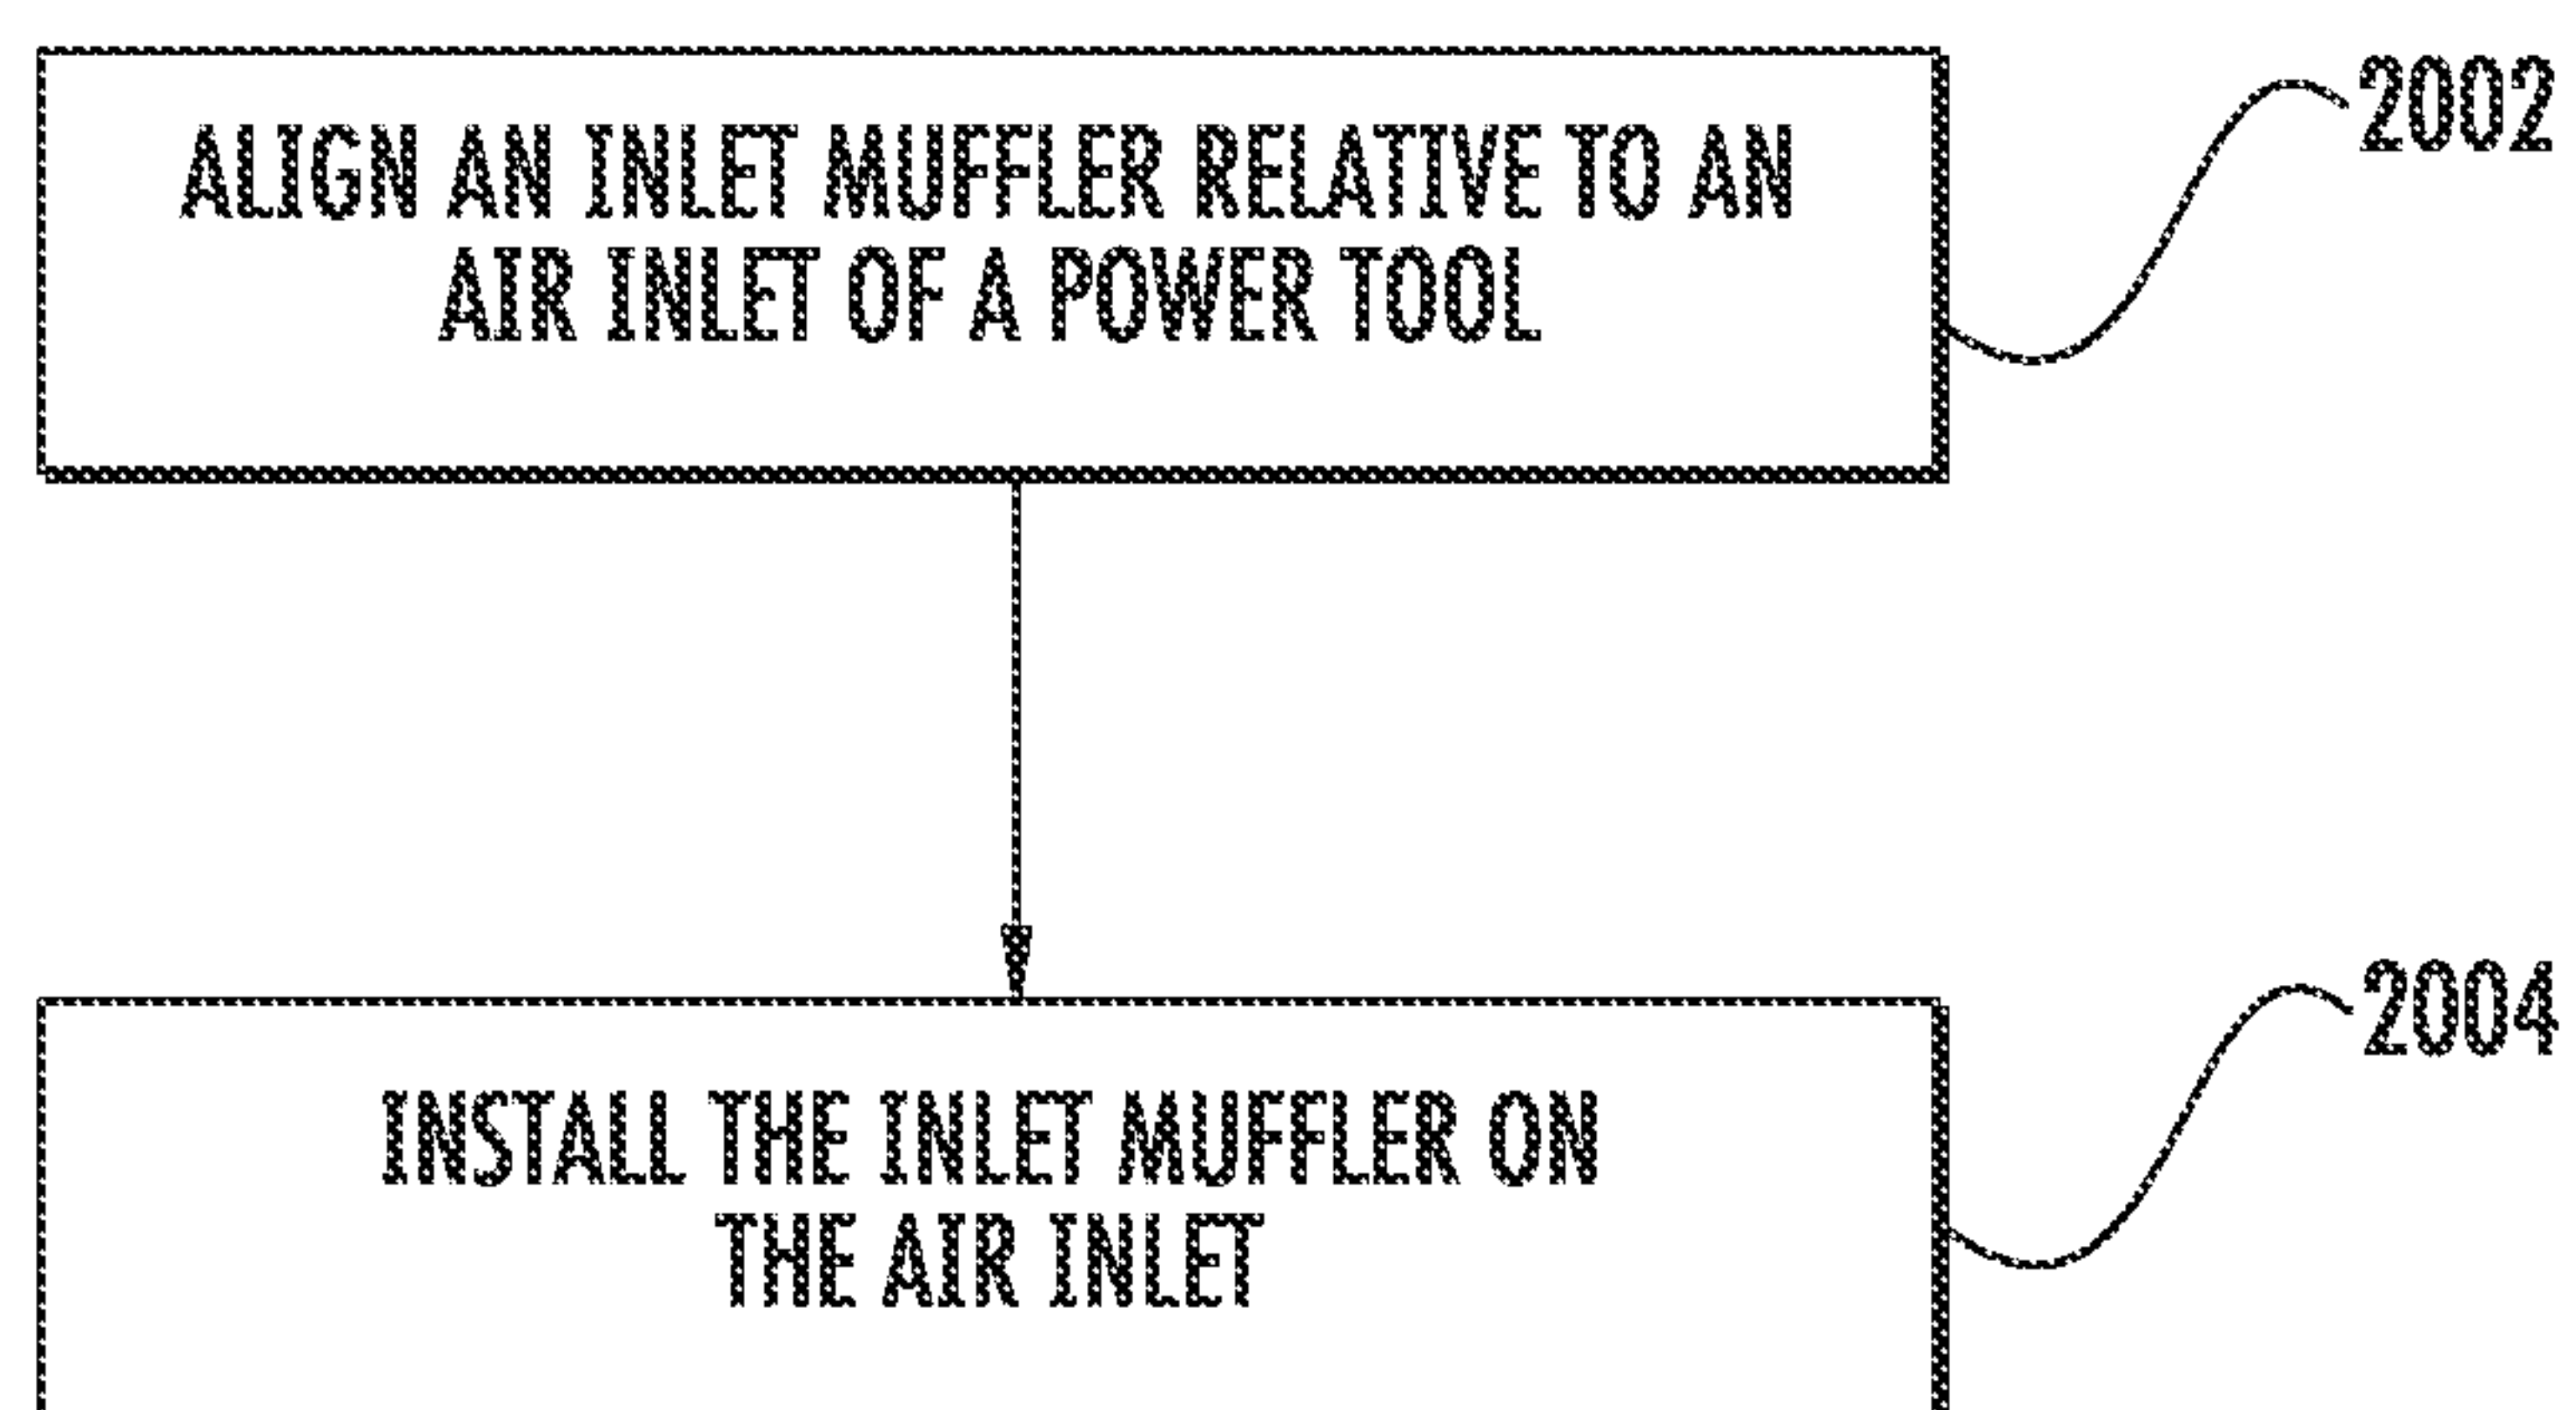 ALIGN AN INLET MUFFLER RELATIVE TO AN
AIR INLET OF A POWER TOOL
2002
INSTALL THE INLET MUFFLER ON
THE AIR INLET
2004